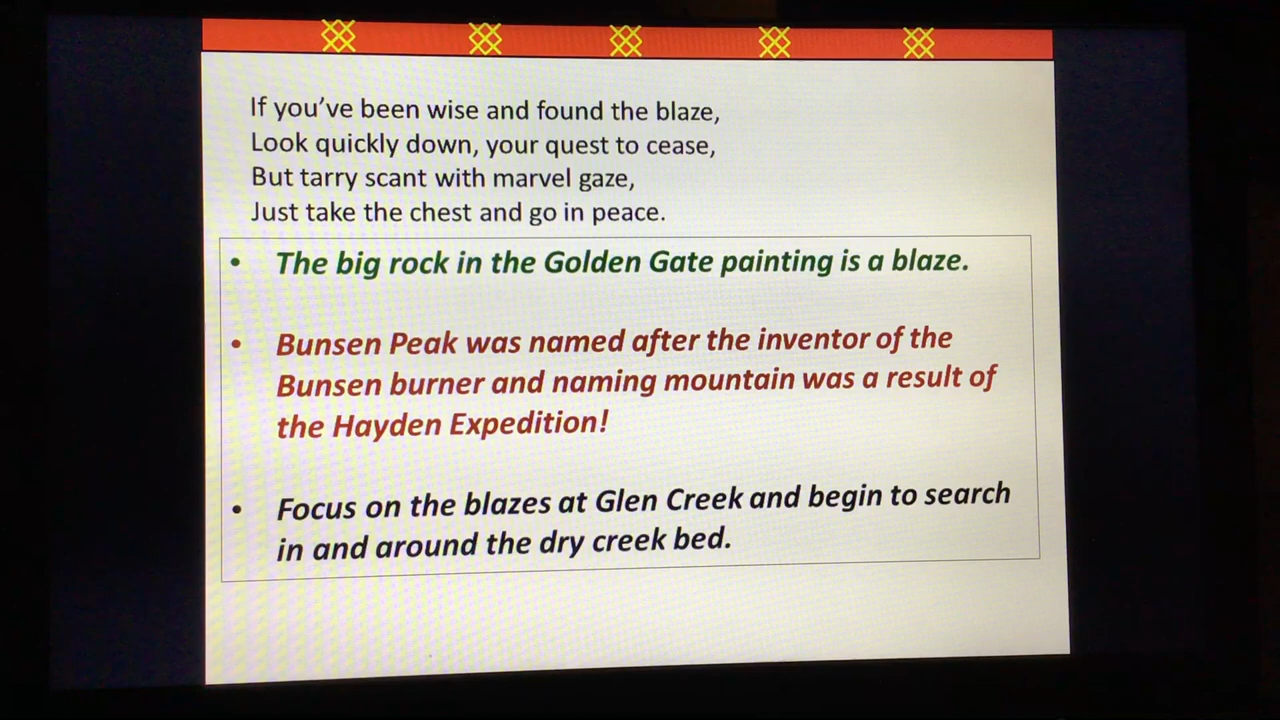 If you've been wise and found the blaze,
Look quickly down, your quest to cease,
But tarry scant with marvel gaze,
Just take the chest and go in peace.
• The big rock in the Golden Gate painting is a blaze.
• Bunsen Peak was named after the inventor of the
Bunsen burner and naming mountain was a result of
the Hayden Expedition!
• Focus on the blazes at Glen Creek and begin to search
in and around the dry creek bed.